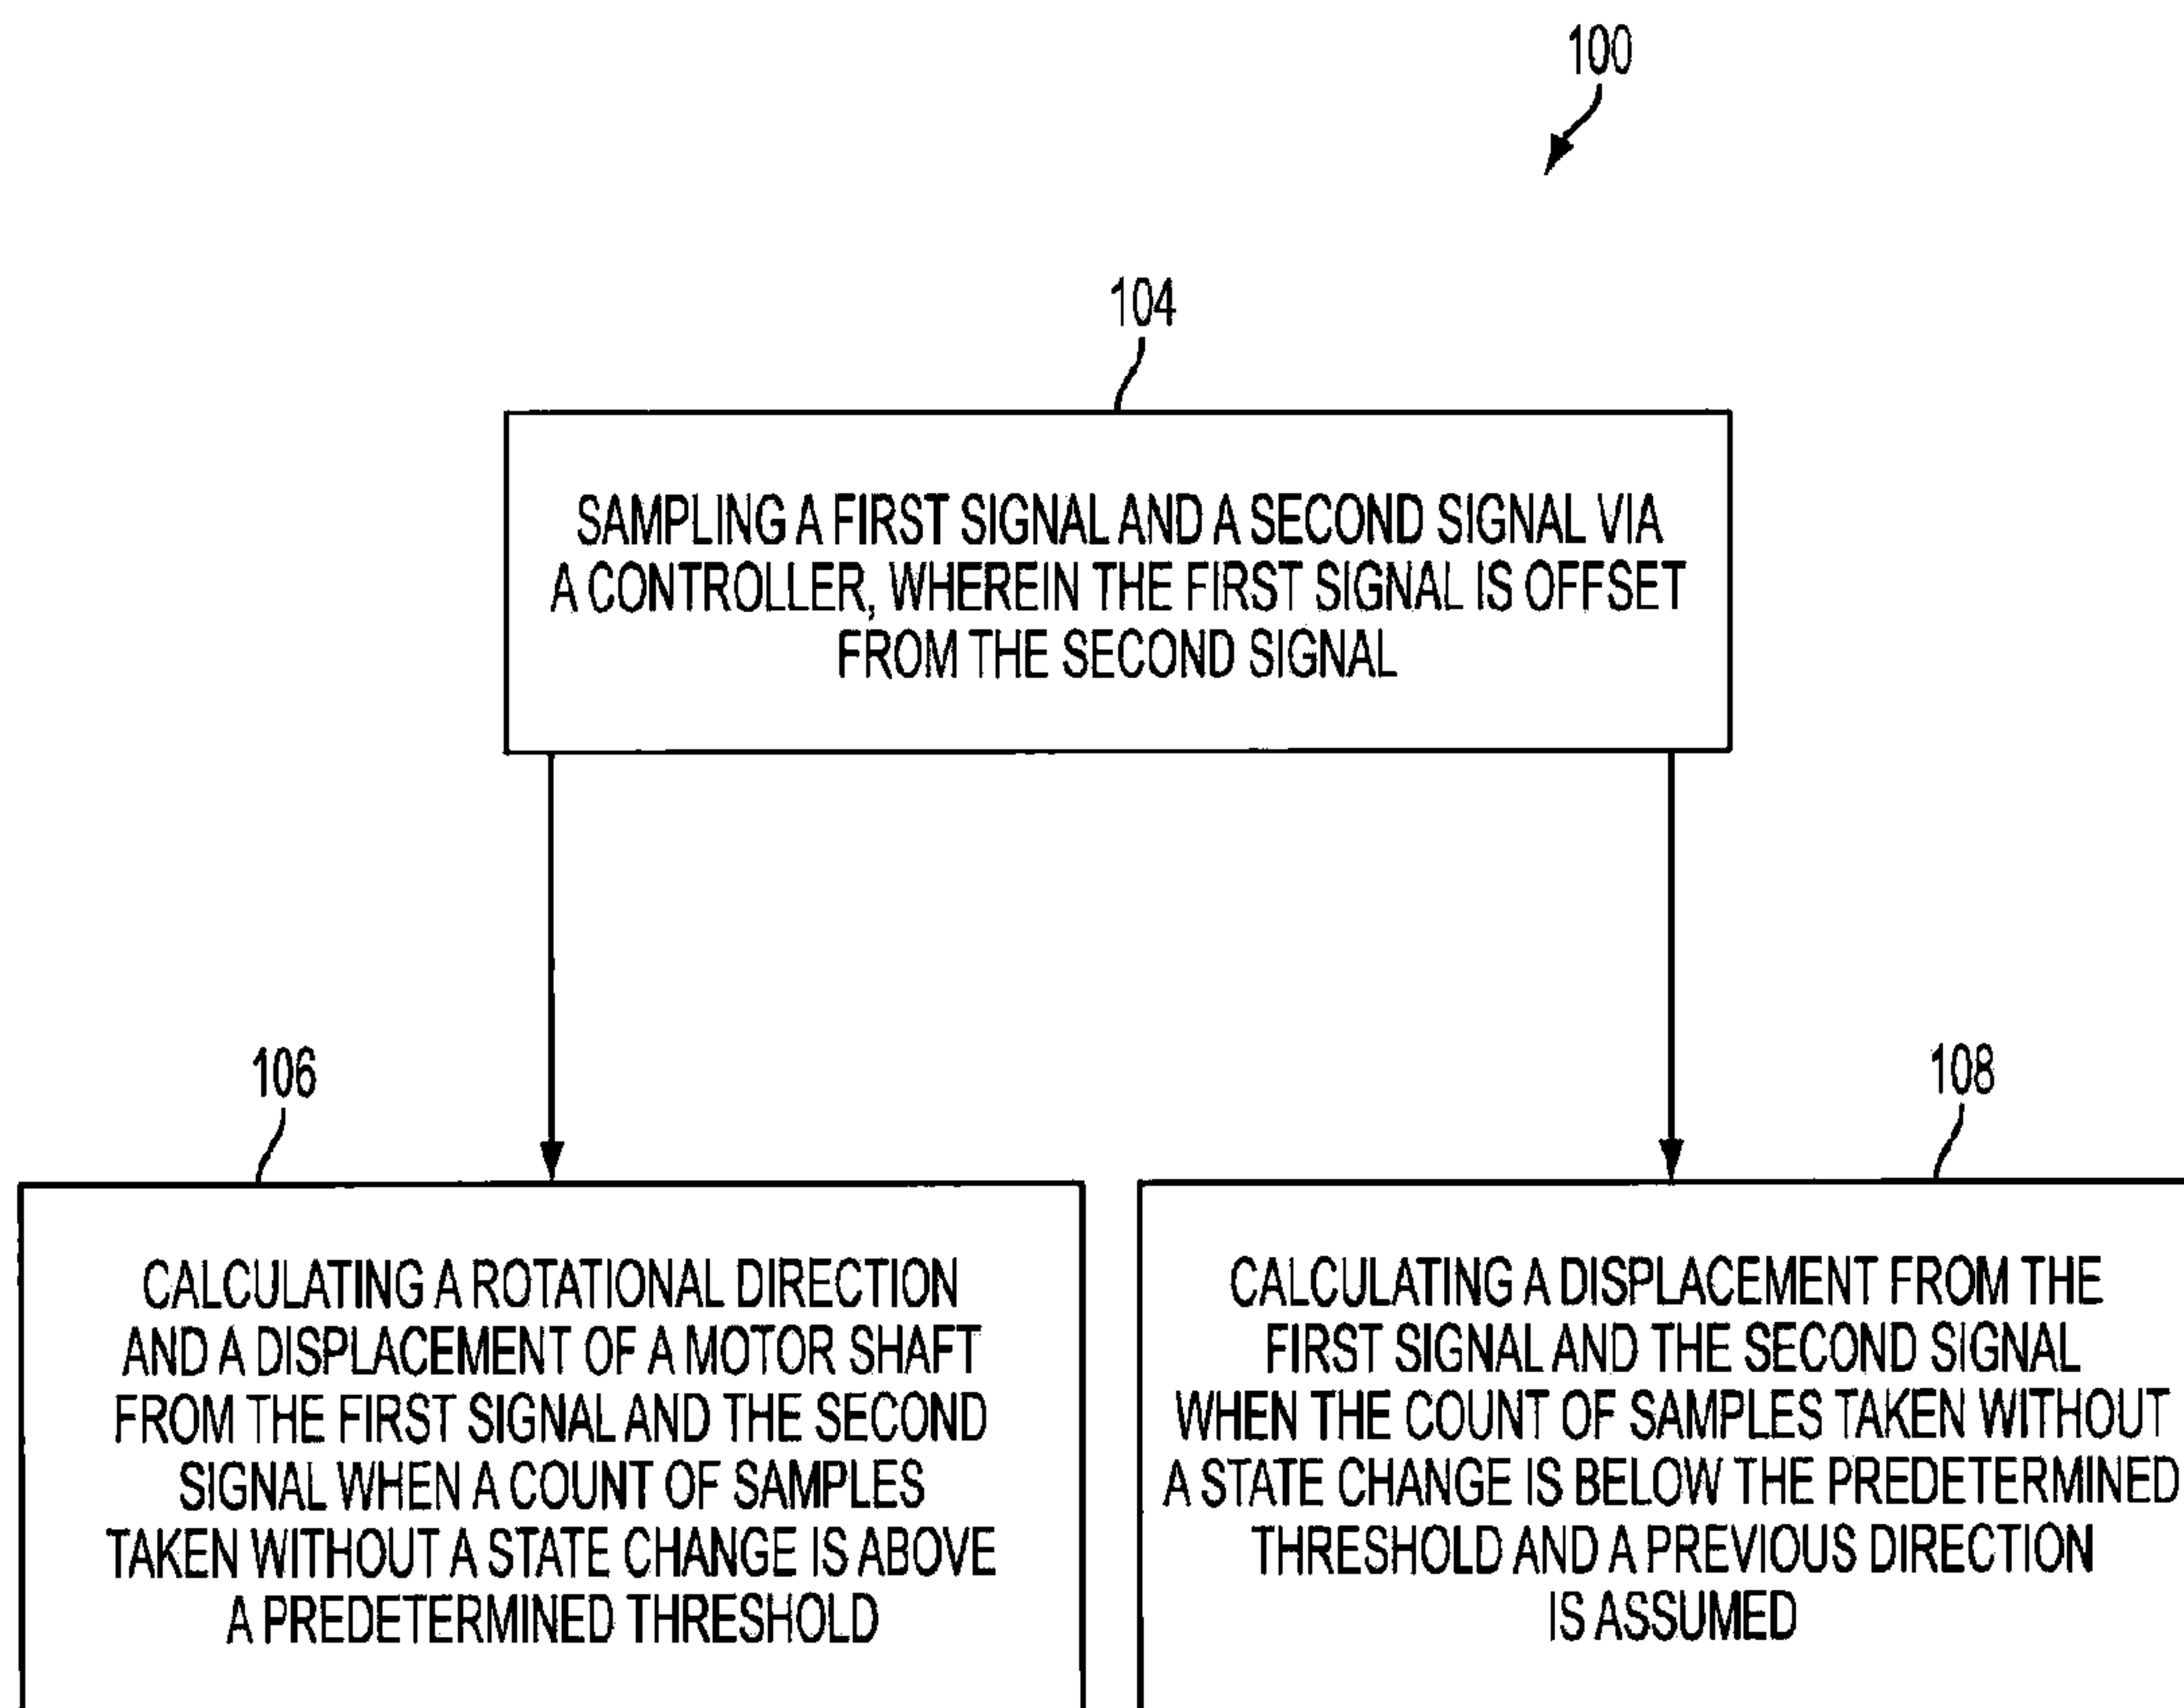 100
104
SAMPLING A FIRST SIGNAL AND A SECOND SIGNAL VIA
A CONTROLLER, WHEREIN THE FIRST SIGNAL IS OFFSET
FROM THE SECOND SIGNAL
106
CALCULATING A ROTATIONAL DIRECTION
AND A DISPLACEMENT OF A MOTOR SHAFT
FROM THE FIRST SIGNAL AND THE SECOND
SIGNAL WHEN A COUNT OF SAMPLES
TAKEN WITHOUT A STATE CHANGE IS ABOVE
A PREDETERMINED THRESHOLD
108
CALCULATING A DISPLACEMENT FROM THE
FIRST SIGNAL AND THE SECOND SIGNAL
WHEN THE COUNT OF SAMPLES TAKEN WITHOUT
A STATE CHANGE IS BELOW THE PREDETERMINED
THRESHOLD AND A PREVIOUS DIRECTION
IS ASSUMED